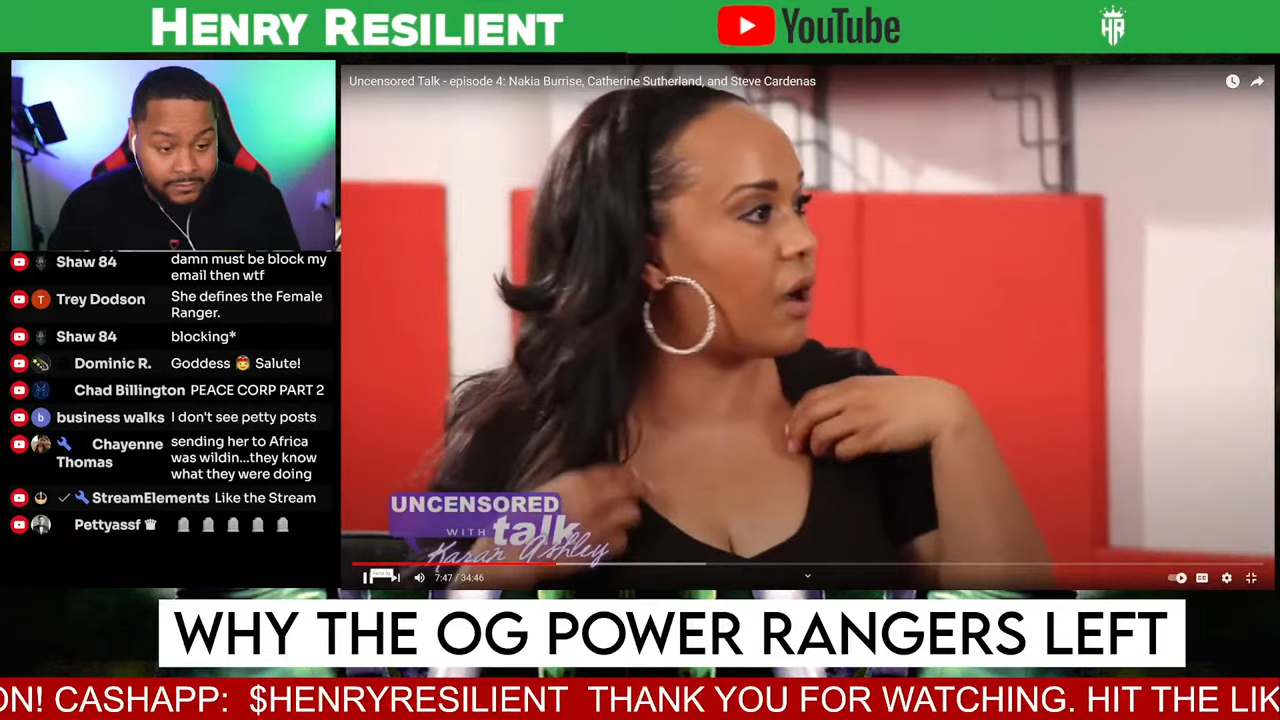 HENRY RESILIENT
YouTube
HR
Uncensored Talk - episode 4: Nakia Burrise, Catherine Sutherland, and Steve Cardenas
Shaw 84 damn must be block my
email then wtf
Trey Dodson She defines the Female
Ranger.
Shaw 84 blocking*
Dominic R. Goddess 👸 Salute!
Chad Billington PEACE CORP PART 2
business walks I don't see petty posts
Chayenne Thomas sending her to Africa
was wildin...they know
what they were doing
StreamElements Like the Stream
Pettyassf 🪦 🪦 🪦 🪦 🪦
UNCENSORED
WITH talk
Karan Ashley
7:47 / 34:46
WHY THE OG POWER RANGERS LEFT
ON! CASHAPP: $HENRYRESILIENT THANK YOU FOR WATCHING. HIT THE LIK